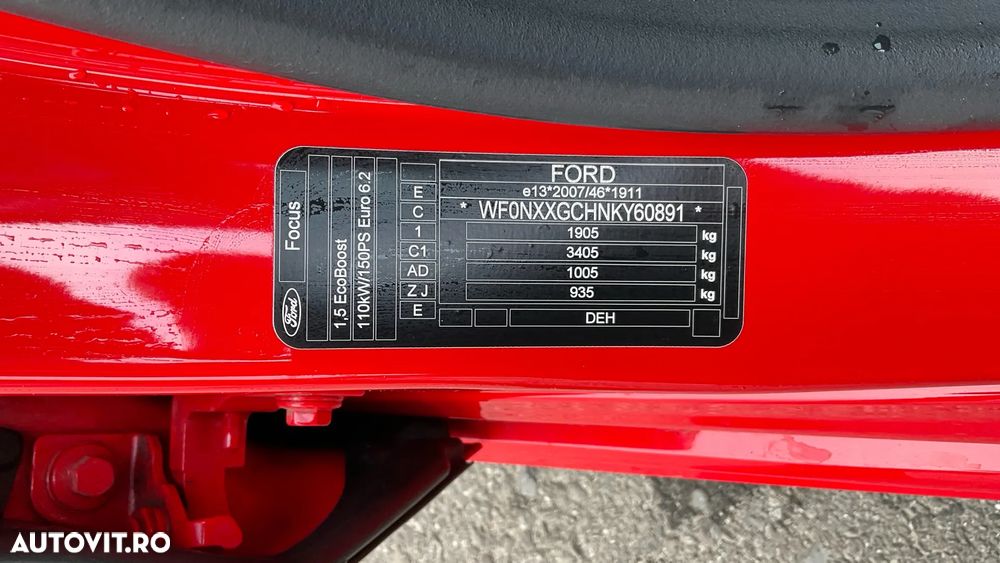 FORD
e13*2007/46*1911
* WF0NXXGCHNKY60891 *
1905 kg
3405 kg
1005 kg
935 kg
DEH
E
C
1
C1
AD
Z J
E
Focus
1,5 EcoBoost
110kW/150PS Euro 6.2
Ford
AUTOVIT.RO